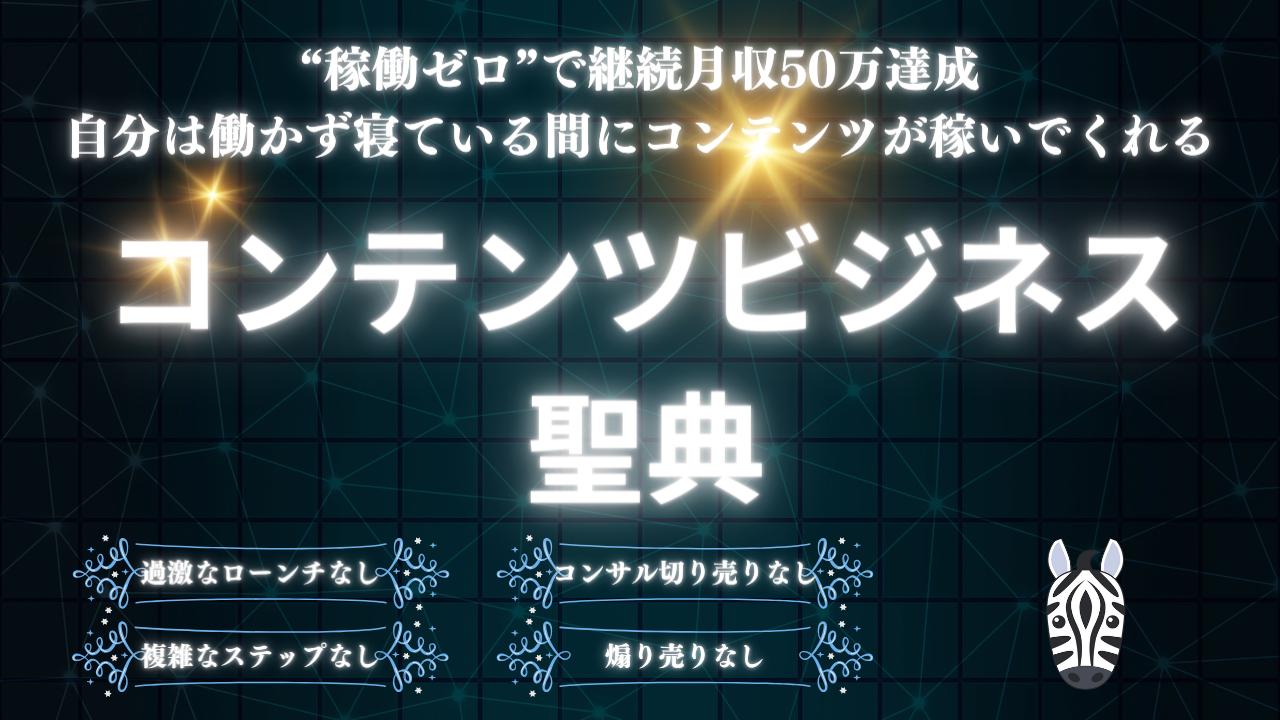 “稼働ゼロ”で継続月収50万達成
自分は働かず寝ている間にコンテンツが稼いでくれる
コンテンツビジネス
聖典
過激なローンチなし
コンサル切り売りなし
複雑なステップなし
煽り売りなし